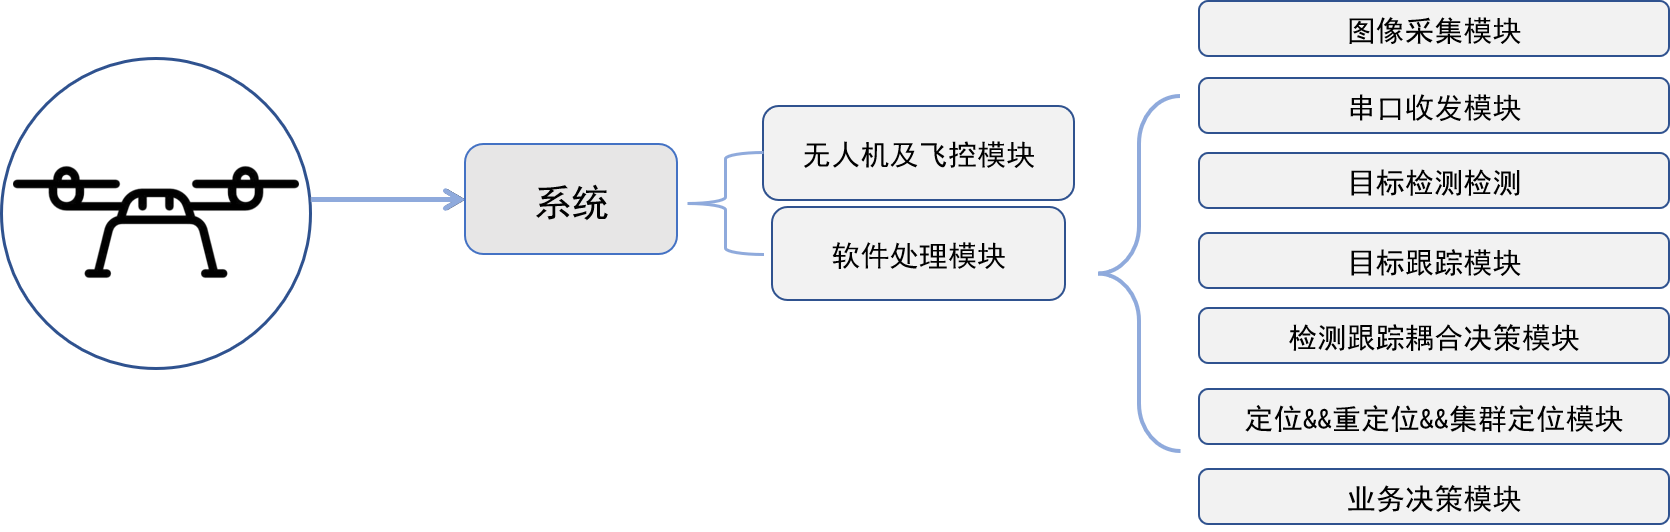 系统
无人机及飞控模块
软件处理模块
图像采集模块
串口收发模块
目标检测检测
目标跟踪模块
检测跟踪耦合决策模块
定位&&重定位&&集群定位模块
业务决策模块